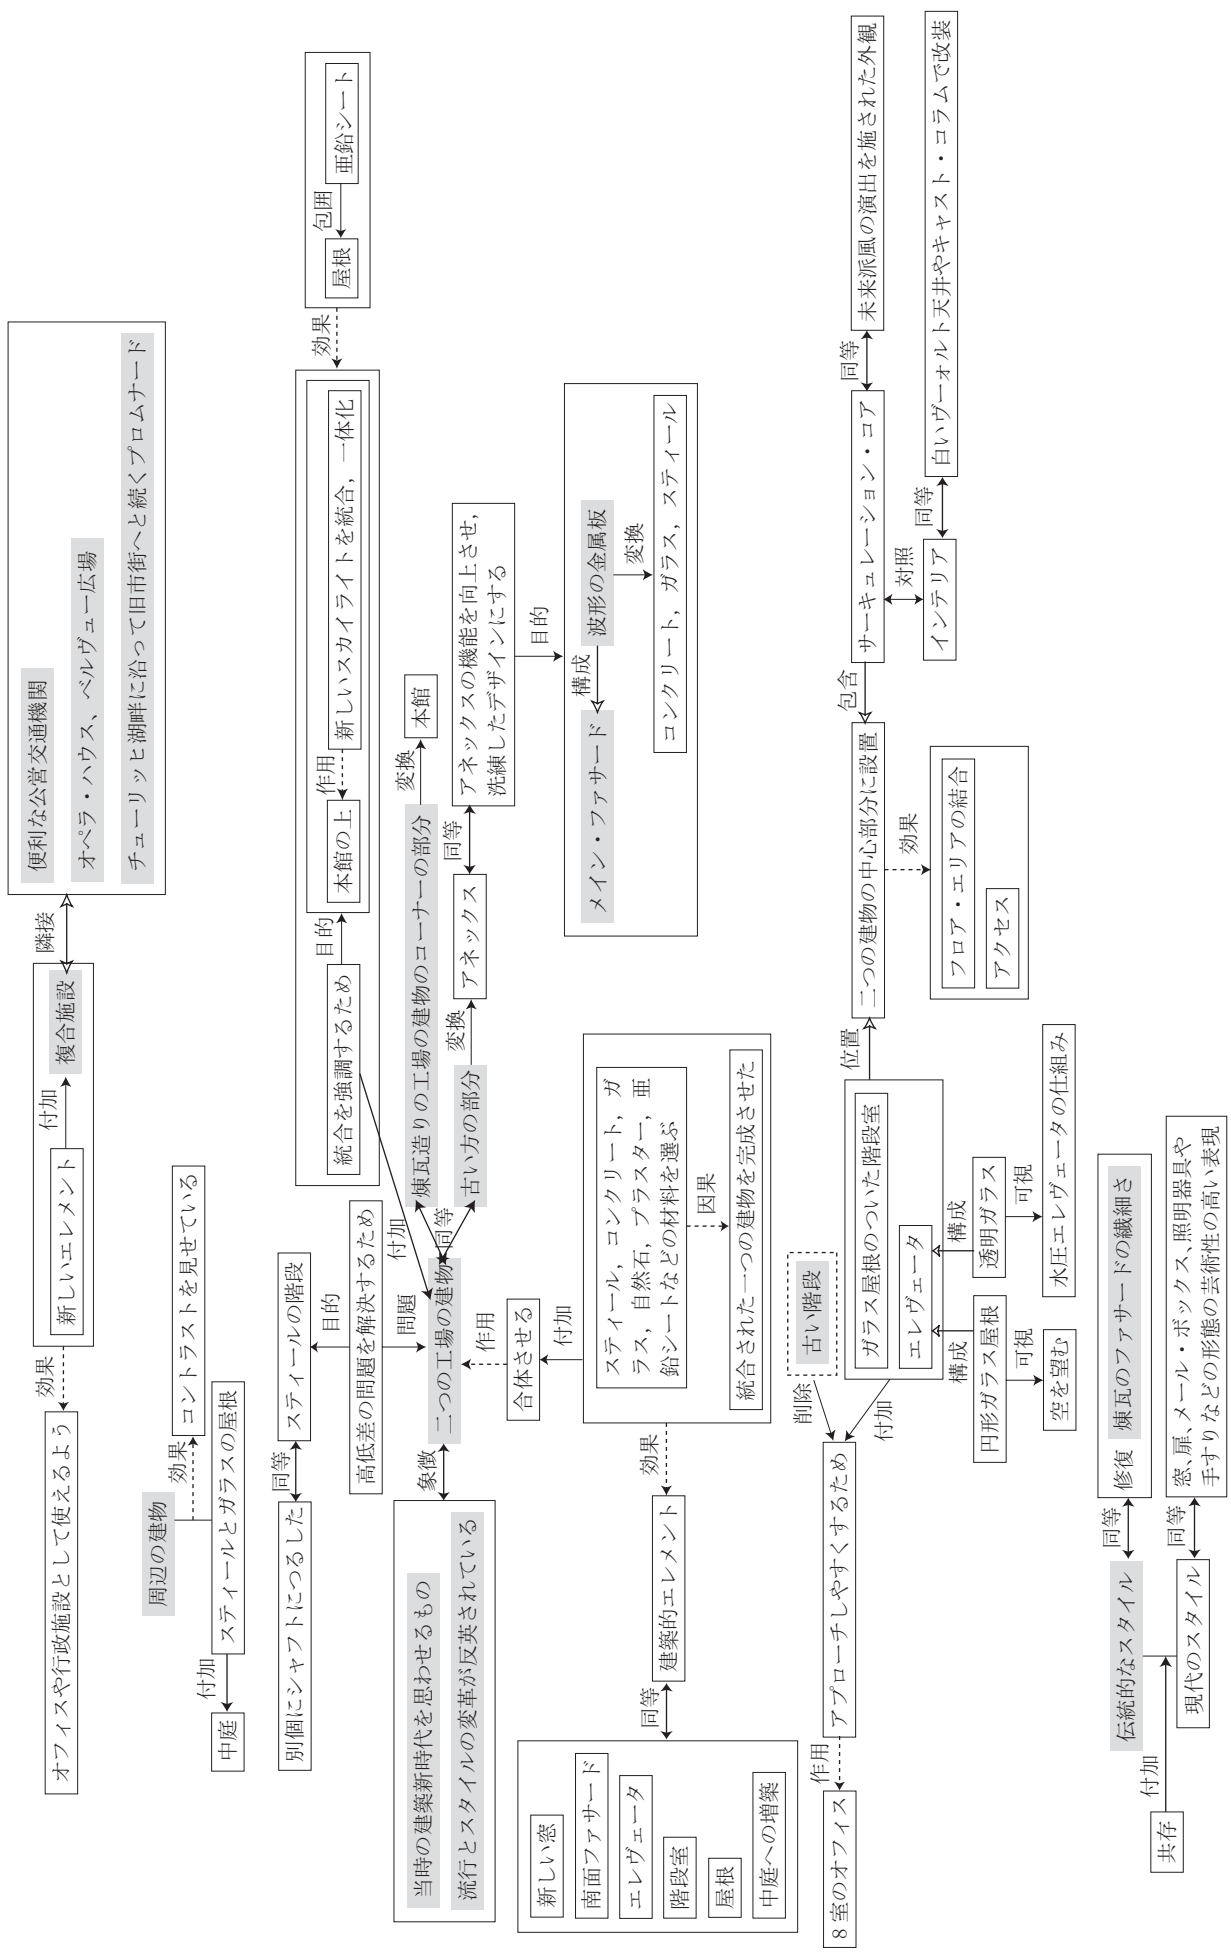 便利な公営交通機関
オペラ・ハウス、ベルヴュー広場
チューリッヒ湖畔に沿って旧市街へと続くプロムナード
隣接
複合施設
付加
新しいエレメント
効果
オフィスや行政施設として使えるよう
周辺の建物
効果
コントラストを見せている
スティールとガラスの屋根
付加
中庭
亜鉛シート
包囲
屋根
効果
新しいスカイライトを統合，一体化
作用
本館の上
目的
統合を強調するため
付加
スティールの階段
同等
別個にシャフトにつるした
目的
高低差の問題を解決するため
問題
二つの工場の建物
同等
煉瓦造りの工場の建物のコーナーの部分
変換
本館
古い方の部分
変換
アネックス
同等
アネックスの機能を向上させ，
洗練したデザインにする
目的
波形の金属板
構成
メイン・ファサード
変換
コンクリート，ガラス，スティール
象徴
当時の建築新時代を思わせるもの
流行とスタイルの変革が反英されている
作用
合体させる
付加
スティール，コンクリート，ガ
ラス，自然石，プラスター，亜
鉛シートなどの材料を選ぶ
因果
統合された一つの建物を完成させた
効果
建築的エレメント
同等
新しい窓
南面ファサード
エレヴェータ
階段室
屋根
中庭への増築
未来派風の演出を施された外観
同等
サーキュレーション・コア
対照
インテリア
同等
白いヴーォルト天井やキャスト・コラムで改装
包含
二つの建物の中心部分に設置
効果
フロア・エリアの結合
アクセス
位置
ガラス屋根のついた階段室
エレヴェータ
構成
透明ガラス
可視
水圧エレヴェータの仕組み
構成
円形ガラス屋根
可視
空を望む
古い階段
削除
付加
アプローチしやすくするため
作用
8室のオフィス
修復 煉瓦のファサードの繊細さ
同等
伝統的なスタイル
窓、扉、メール・ボックス、照明器具や
手すりなどの形態の芸術性の高い表現
同等
現代のスタイル
付加
共存